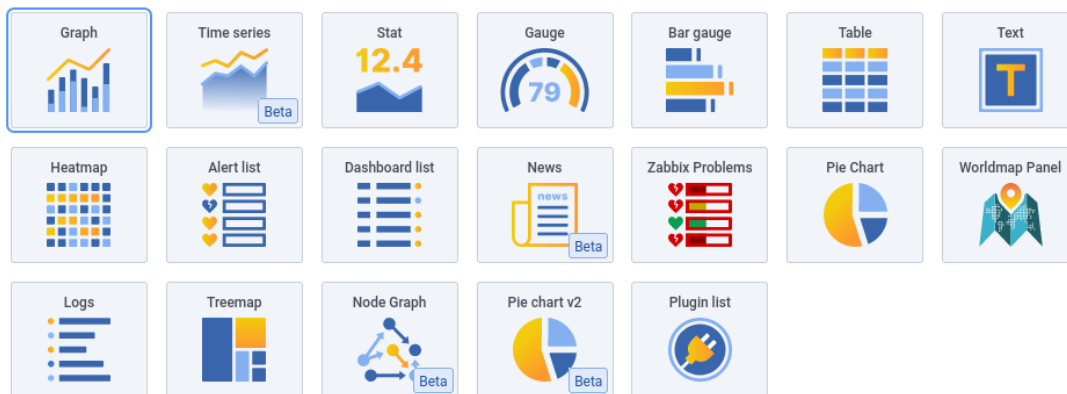 Graph
Time series
Beta
Stat
12.4
Gauge
79
Bar gauge
Table
Text
T
Heatmap
Alert list
Dashboard list
News
news
Beta
Zabbix Problems
Pie Chart
Worldmap Panel
Logs
Treemap
Node Graph
Beta
Pie chart v2
Beta
Plugin list